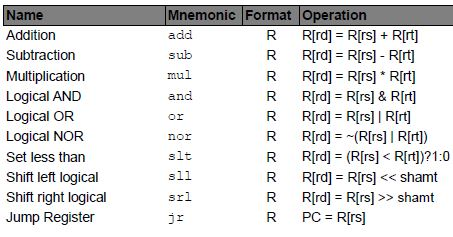 Name Mnemonic Format Operation
Addition add R R[rd] = R[rs] + R[rt]
Subtraction sub R R[rd] = R[rs] - R[rt]
Multiplication mul R R[rd] = R[rs] * R[rt]
Logical AND and R R[rd] = R[rs] & R[rt]
Logical OR or R R[rd] = R[rs] | R[rt]
Logical NOR nor R R[rd] = ~(R[rs] | R[rt])
Set less than slt R R[rd] = (R[rs] < R[rt])?1:0
Shift left logical sll R R[rd] = R[rs] << shamt
Shift right logical srl R R[rd] = R[rs] >> shamt
Jump Register jr R PC = R[rs]